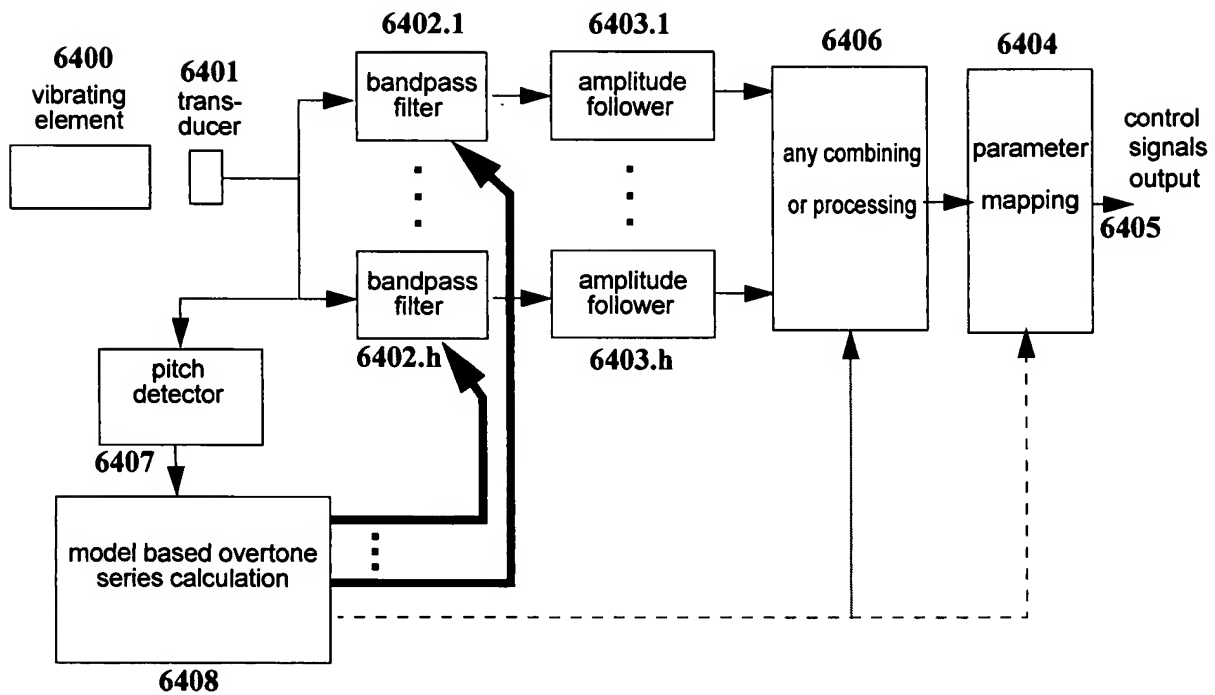 6400
vibrating
element
6401
trans-
ducer
6402.1
bandpass
filter
6403.1
amplitude
follower
6406
any combining
or processing
6404
parameter
mapping
control
signals
output
6405
bandpass
filter
6402.h
amplitude
follower
6403.h
pitch
detector
6407
model based overtone
series calculation
6408